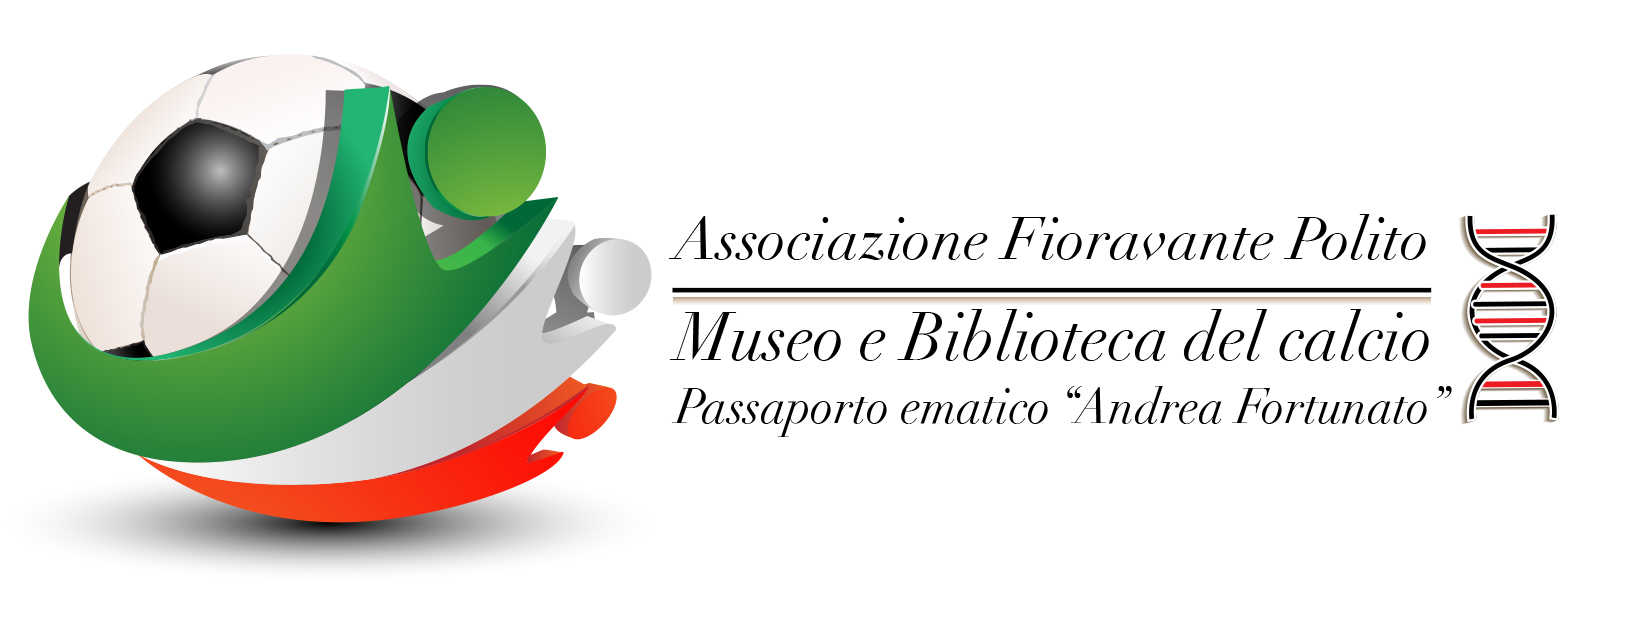 Associazione Fioravante Polito
Museo e Biblioteca del calcio
Passaporto ematico “Andrea Fortunato”